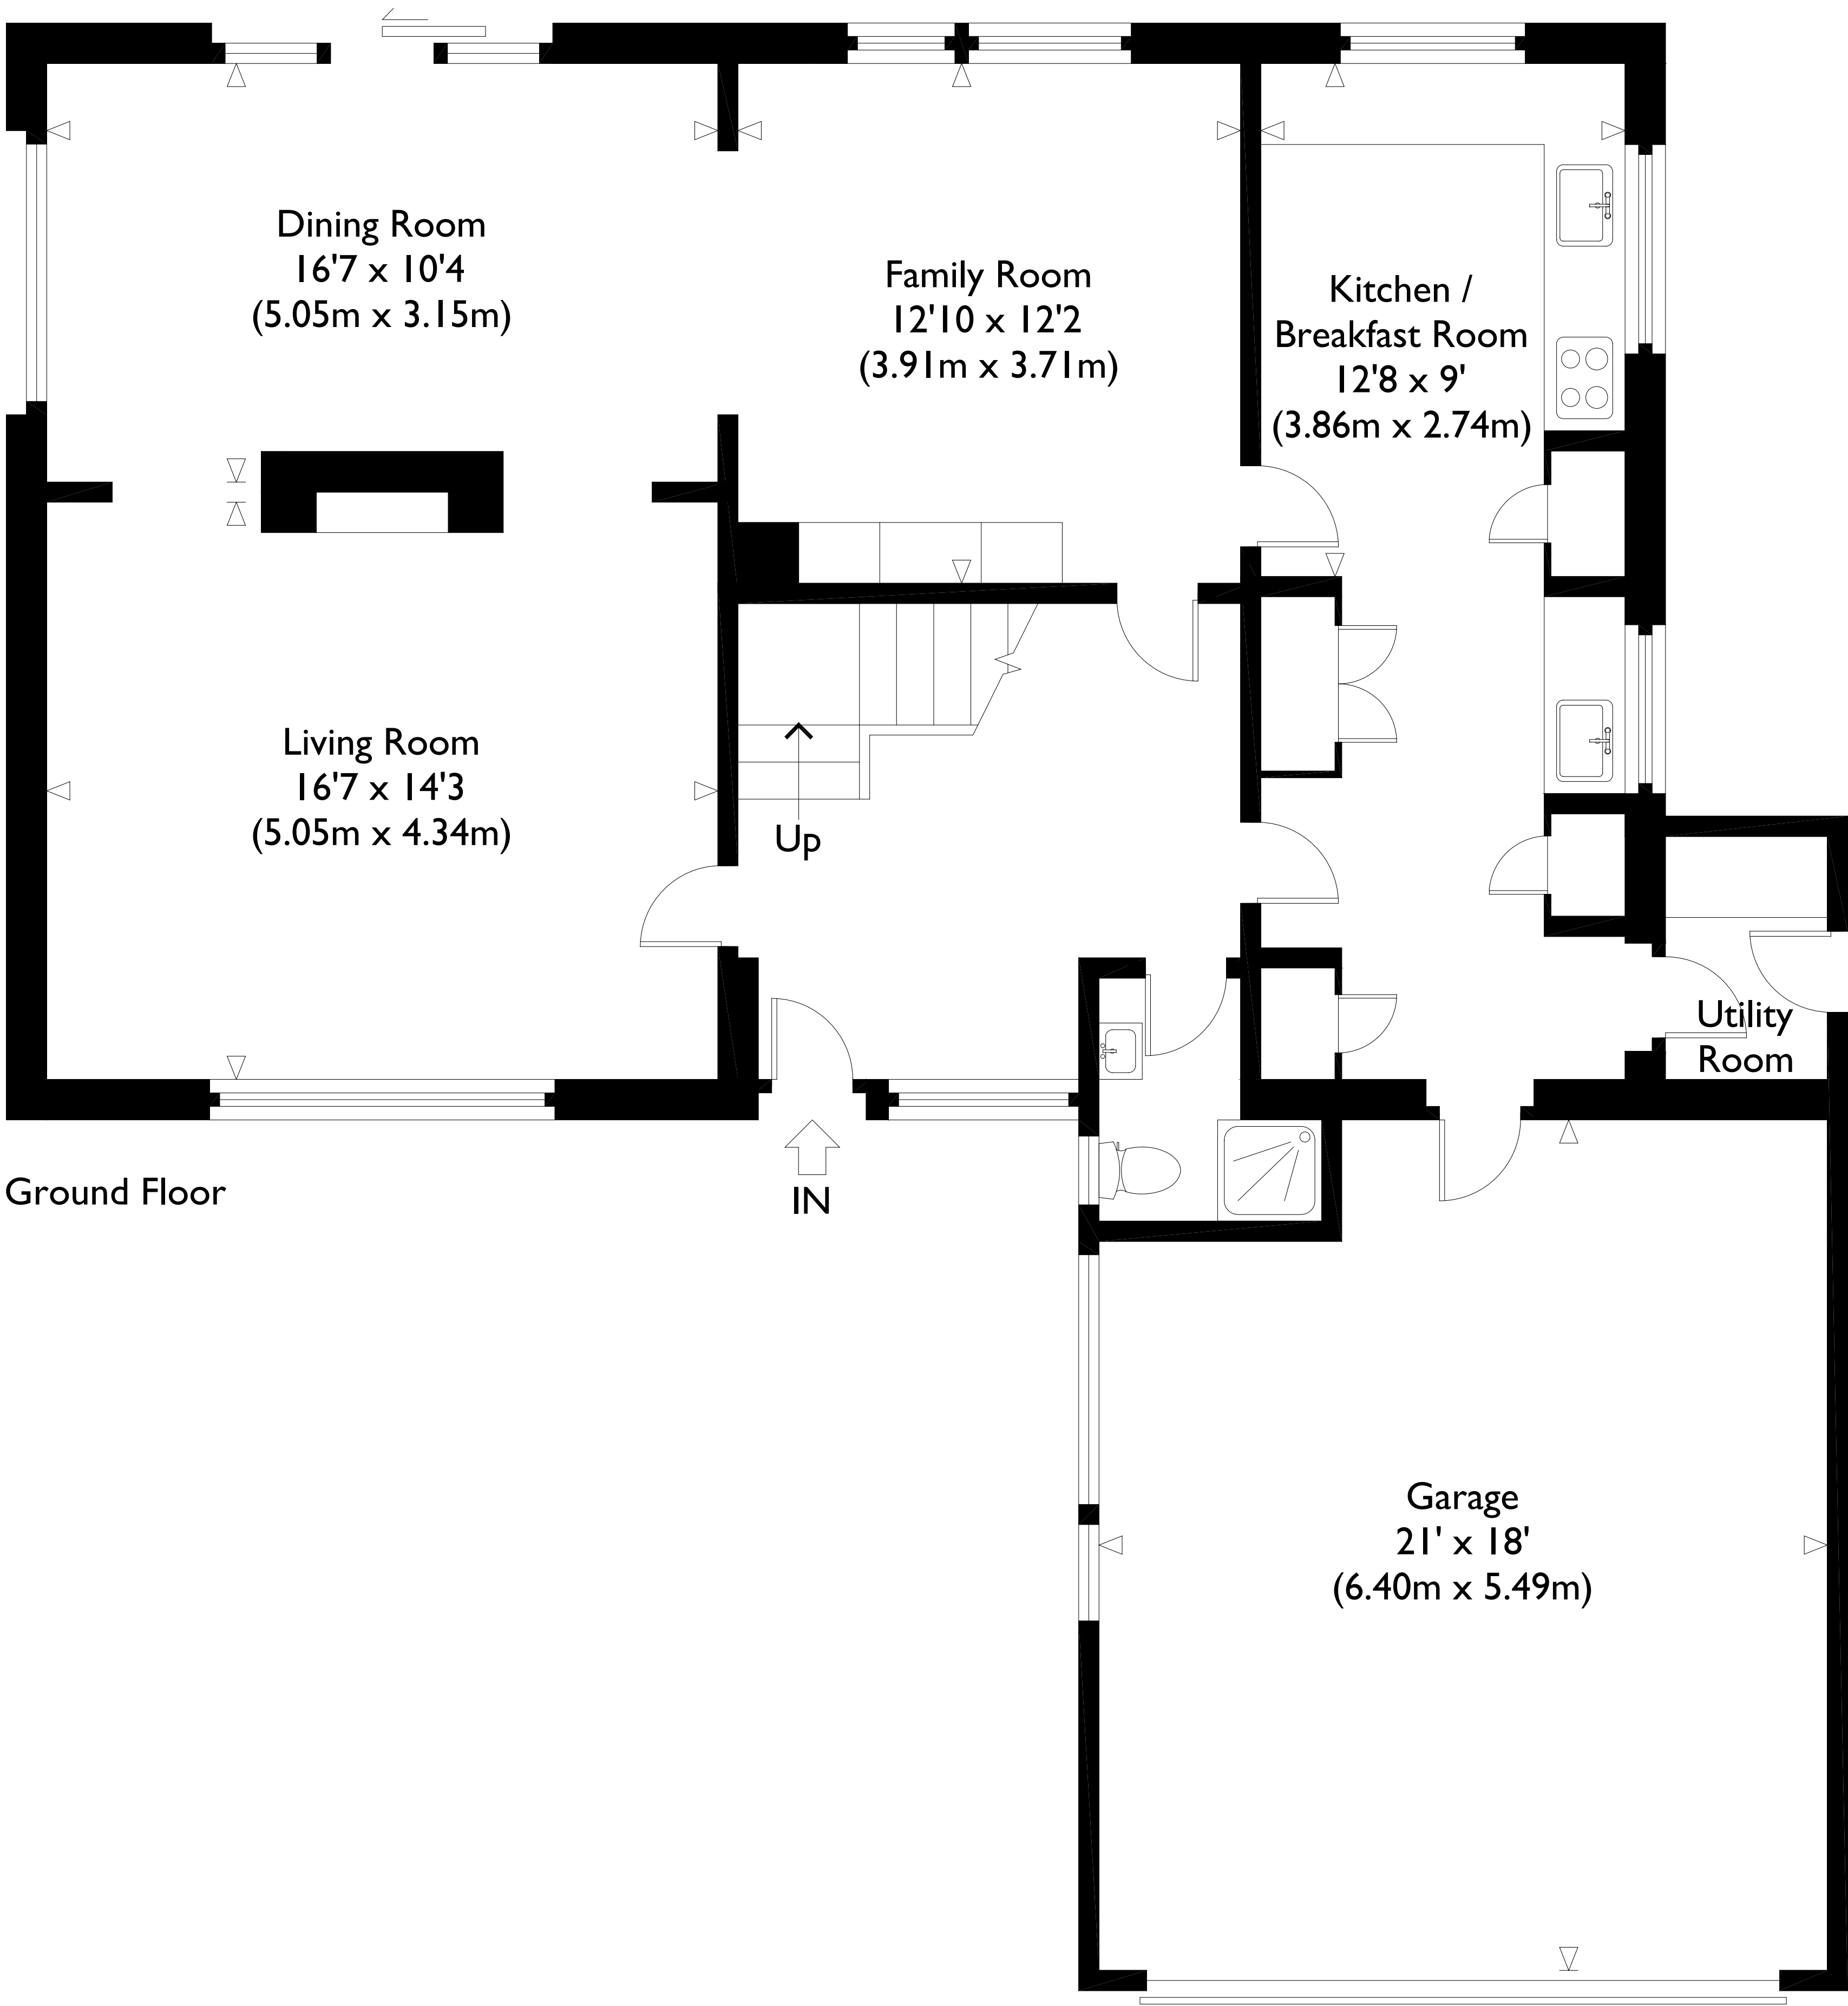 Dining Room
16'7 x 10'4
(5.05m x 3.15m)
Family Room
12'10 x 12'2
(3.91m x 3.71m)
Kitchen /
Breakfast Room
12'8 x 9'
(3.86m x 2.74m)
Living Room
16'7 x 14'3
(5.05m x 4.34m)
Up
Utility
Room
Ground Floor
IN
Garage
21' x 18'
(6.40m x 5.49m)